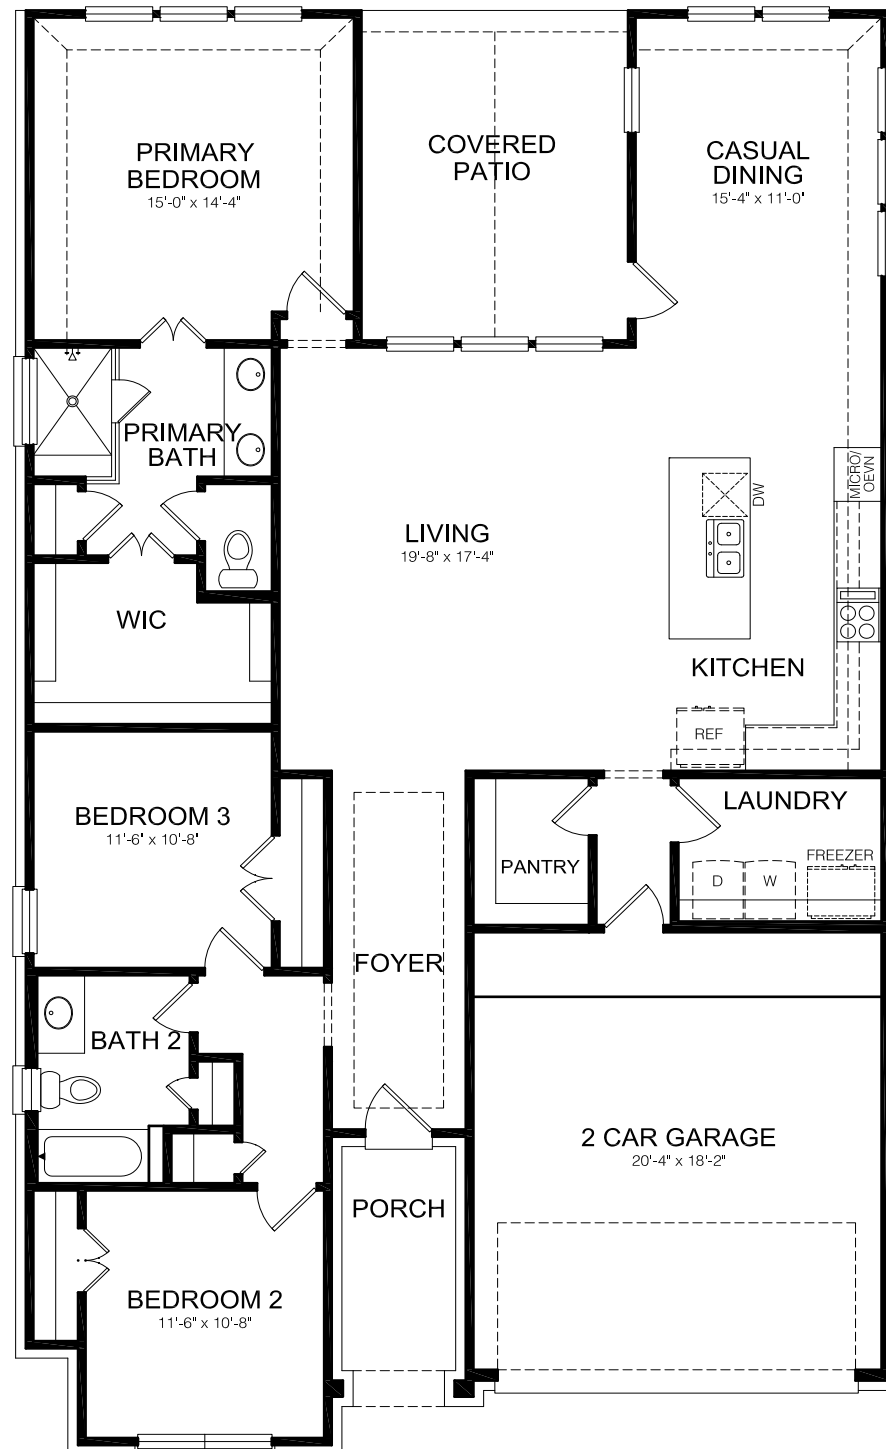 PRIMARY
BEDROOM
15'-0" x 14'-4"
COVERED
PATIO
CASUAL
DINING
15'-4" x 11'-0"
PRIMARY
BATH
MICRO/
OEVN
DW
LIVING
19'-8" x 17'-4"
WIC
KITCHEN
REF
BEDROOM 3
11'-6" x 10'-8"
LAUNDRY
PANTRY
FREEZER
D
W
FOYER
BATH 2
2 CAR GARAGE
20'-4" x 18'-2"
PORCH
BEDROOM 2
11'-6" x 10'-8"